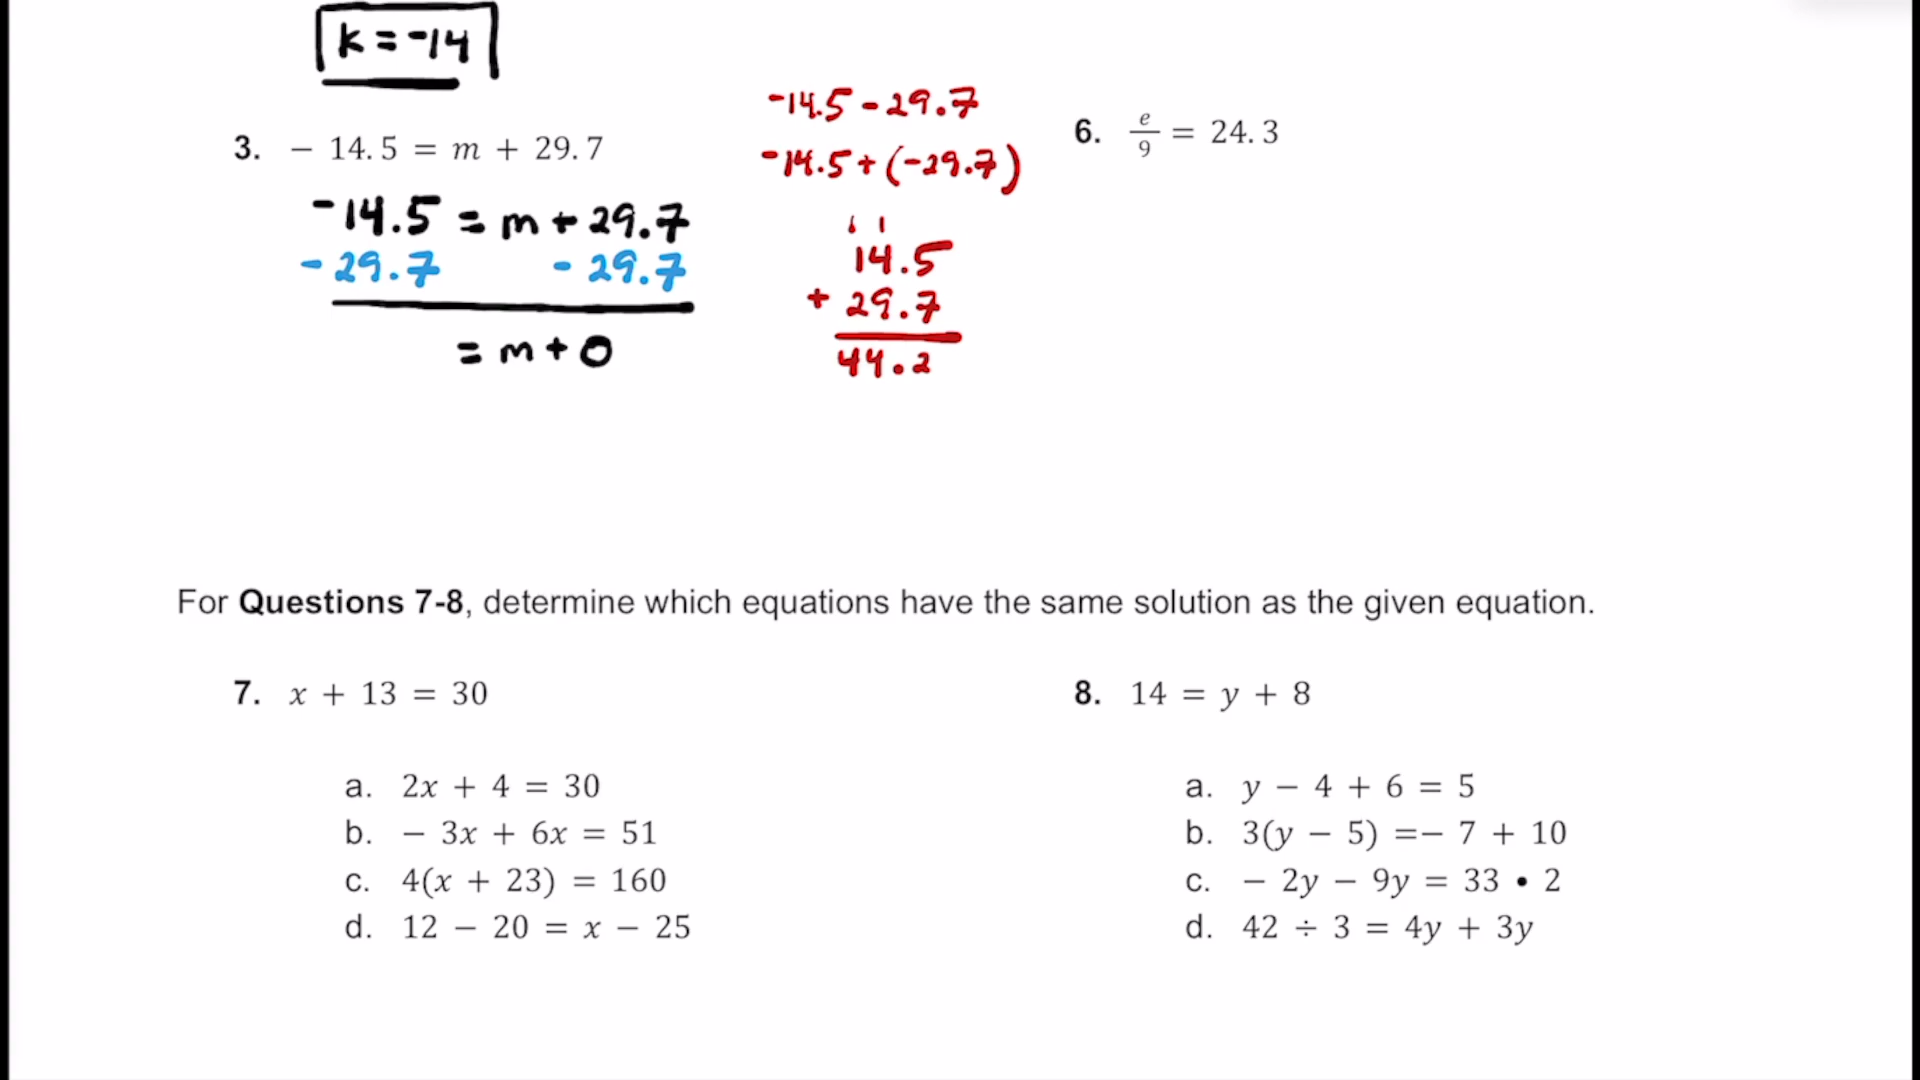 k = -14
3. − 14.5 = m + 29.7
-14.5 = m + 29.7
- 29.7 - 29.7
= m + 0
-14.5 - 29.7
-14.5 + (-29.7)
1 1
14.5
+ 29.7
44.2
6. e/9 = 24.3
For Questions 7-8, determine which equations have the same solution as the given equation.
7. x + 13 = 30
a. 2x + 4 = 30
b. − 3x + 6x = 51
c. 4(x + 23) = 160
d. 12 − 20 = x − 25
8. 14 = y + 8
a. y − 4 + 6 = 5
b. 3(y − 5) =− 7 + 10
c. − 2y − 9y = 33 • 2
d. 42 ÷ 3 = 4y + 3y